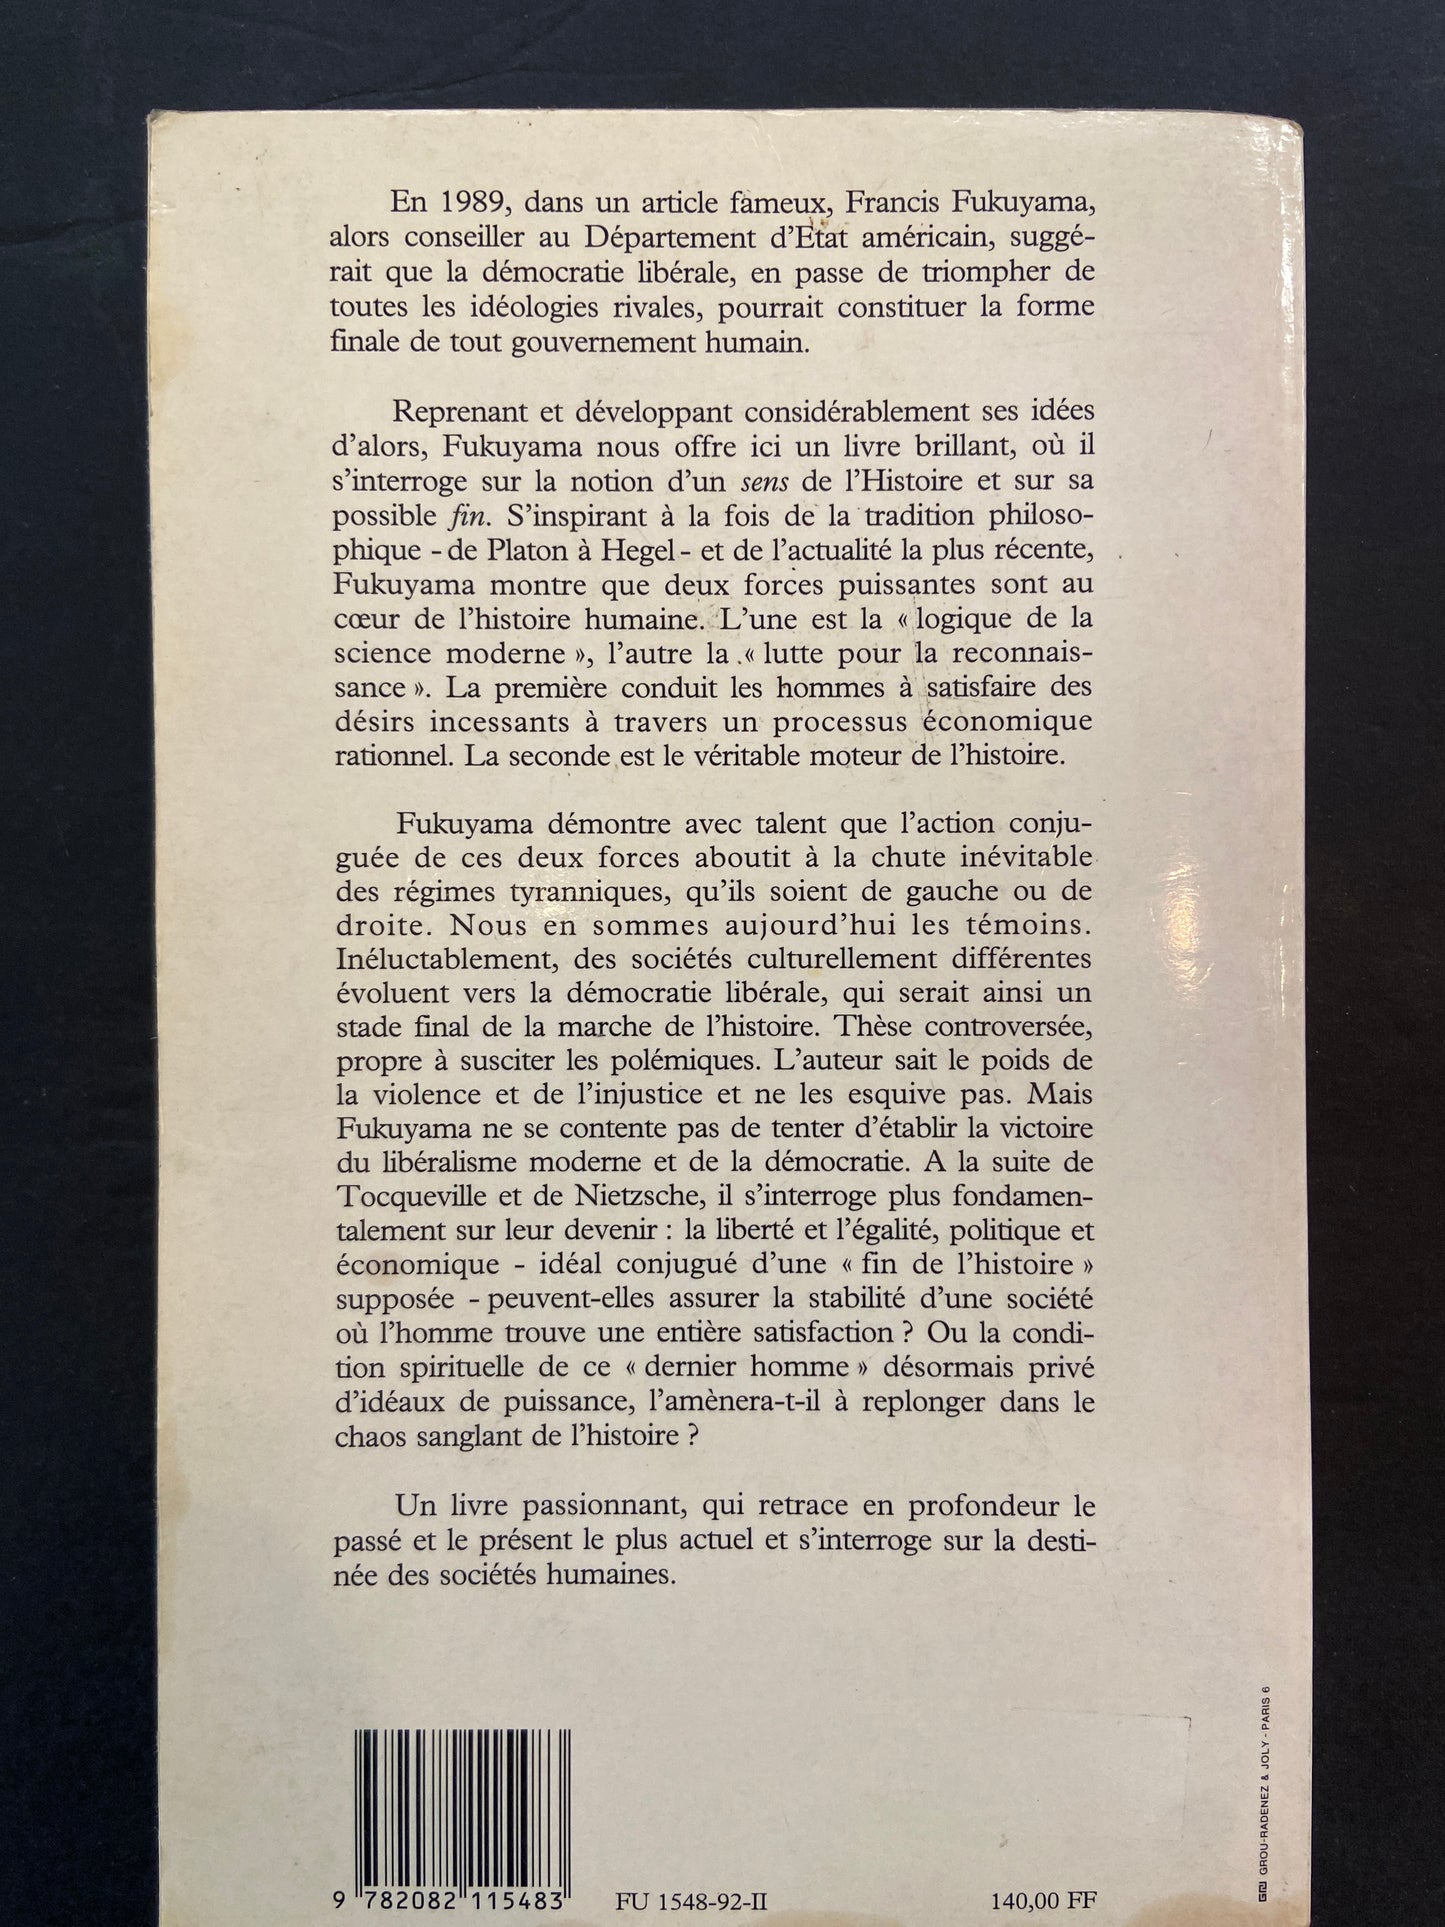 En 1989, dans un article fameux, Francis Fukuyama,
alors conseiller au Département d'Etat américain, suggé-
rait que la démocratie libérale, en passe de triompher de
toutes les idéologies rivales, pourrait constituer la forme
finale de tout gouvernement humain.
Reprenant et développant considérablement ses idées
d'alors, Fukuyama nous offre ici un livre brillant, où il
s'interroge sur la notion d'un sens de l'Histoire et sur sa
possible fin. S'inspirant à la fois de la tradition philoso-
phique - de Platon à Hegel - et de l'actualité la plus récente,
Fukuyama montre que deux forces puissantes sont au
cœur de l'histoire humaine. L'une est la « logique de la
science moderne », l'autre la « lutte pour la reconnais-
sance ». La première conduit les hommes à satisfaire des
désirs incessants à travers un processus économique
rationnel. La seconde est le véritable moteur de l'histoire.
Fukuyama démontre avec talent que l'action conju-
guée de ces deux forces aboutit à la chute inévitable
des régimes tyranniques, qu'ils soient de gauche ou de
droite. Nous en sommes aujourd'hui les témoins.
Inéluctablement, des sociétés culturellement différentes
évoluent vers la démocratie libérale, qui serait ainsi un
stade final de la marche de l'histoire. Thèse controversée,
propre à susciter les polémiques. L'auteur sait le poids de
la violence et de l'injustice et ne les esquive pas. Mais
Fukuyama ne se contente pas de tenter d'établir la victoire
du libéralisme moderne et de la démocratie. A la suite de
Tocqueville et de Nietzsche, il s'interroge plus fondamen-
talement sur leur devenir : la liberté et l'égalité, politique et
économique - idéal conjugué d'une « fin de l'histoire »
supposée - peuvent-elles assurer la stabilité d'une société
où l'homme trouve une entière satisfaction ? Ou la condi-
tion spirituelle de ce « dernier homme » désormais privé
d'idéaux de puissance, l'amènera-t-il à replonger dans le
chaos sanglant de l'histoire ?
Un livre passionnant, qui retrace en profondeur le
passé et le présent le plus actuel et s'interroge sur la desti-
née des sociétés humaines.
9 782082 115483
FU 1548-92-II
140,00 FF
GROU-RADENEZ & JOLY - PARIS 6